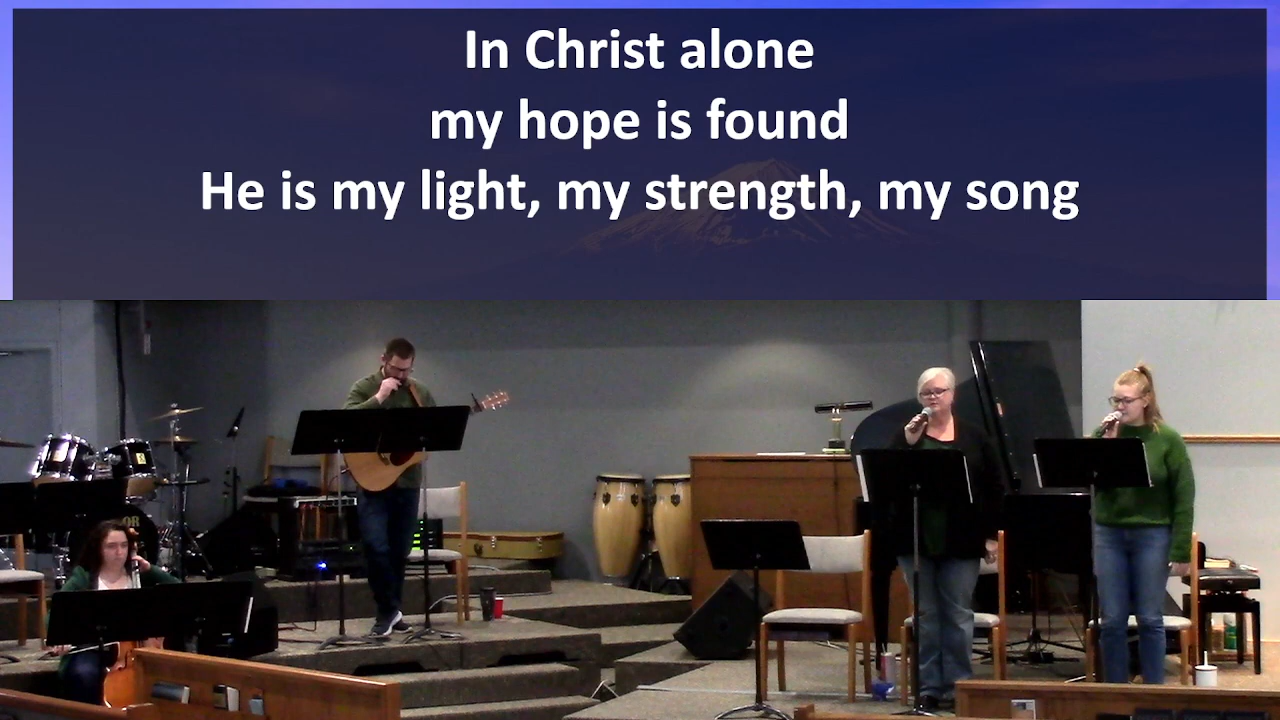 In Christ alone
my hope is found
He is my light, my strength, my song